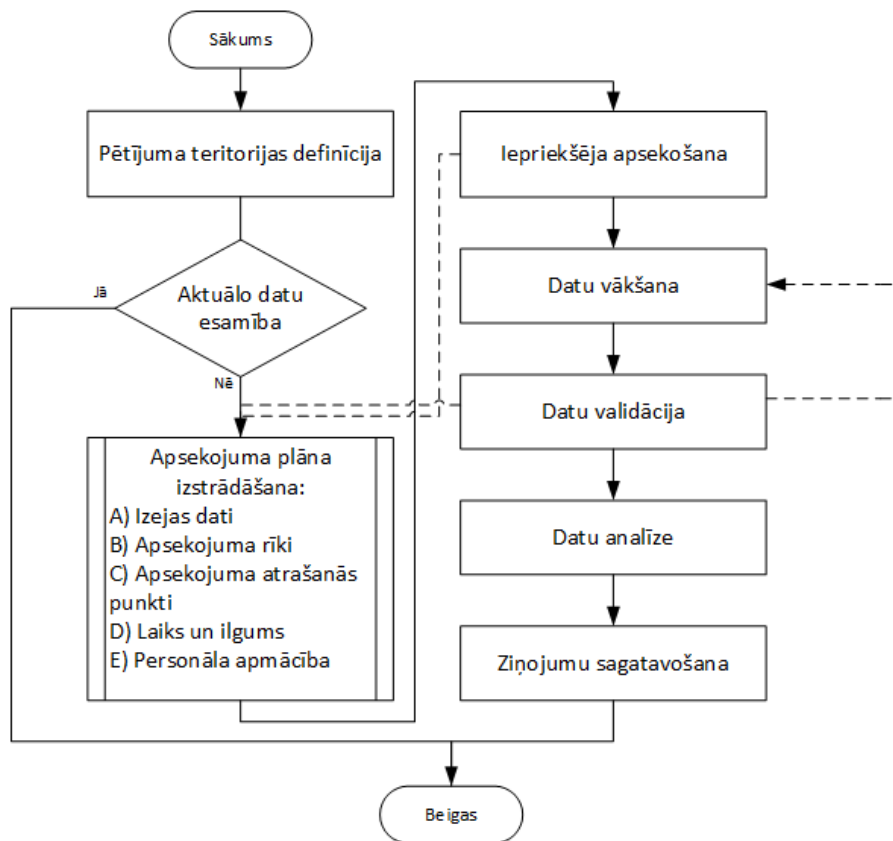 Sākums
Pētījuma teritorijas definīcija
Jā
Aktuālo datu
esamība
Nē
Apsekojuma plāna
izstrādāšana:
A) Izejas dati
B) Apsekojuma rīki
C) Apsekojuma atrašanās
punkti
D) Laiks un ilgums
E) Personāla apmācība
Iepriekšēja apsekošana
Datu vākšana
Datu validācija
Datu analīze
Ziņojumu sagatavošana
Beigas